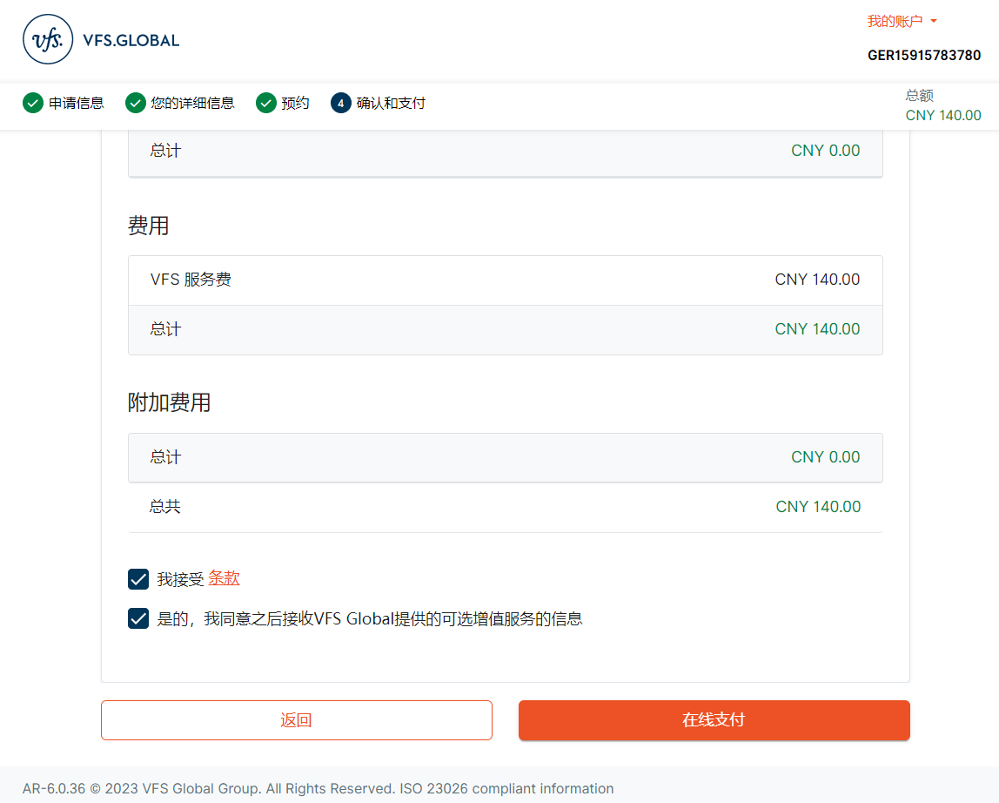 vfs. VFS.GLOBAL
我的账户
GER15915783780
申请信息 您的详细信息 预约 4 确认和支付
总额
CNY 140.00
总计 CNY 0.00
费用
VFS 服务费 CNY 140.00
总计 CNY 140.00
附加费用
总计 CNY 0.00
总共 CNY 140.00
我接受 条款
是的，我同意之后接收VFS Global提供的可选增值服务的信息
返回 在线支付
AR-6.0.36 © 2023 VFS Global Group. All Rights Reserved. ISO 23026 compliant information